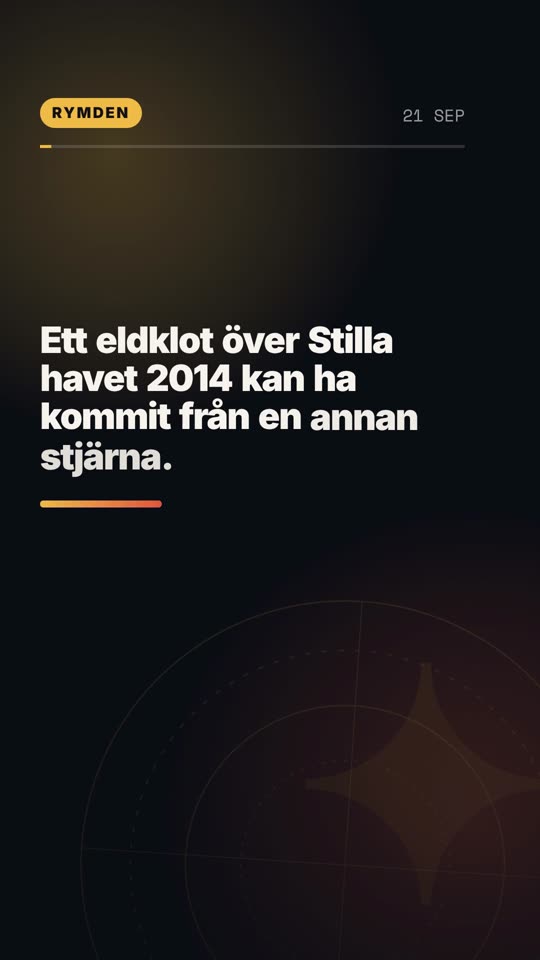 RYMDEN
21 SEP
Ett eldklot över Stilla
havet 2014 kan ha
kommit från en annan
stjärna.